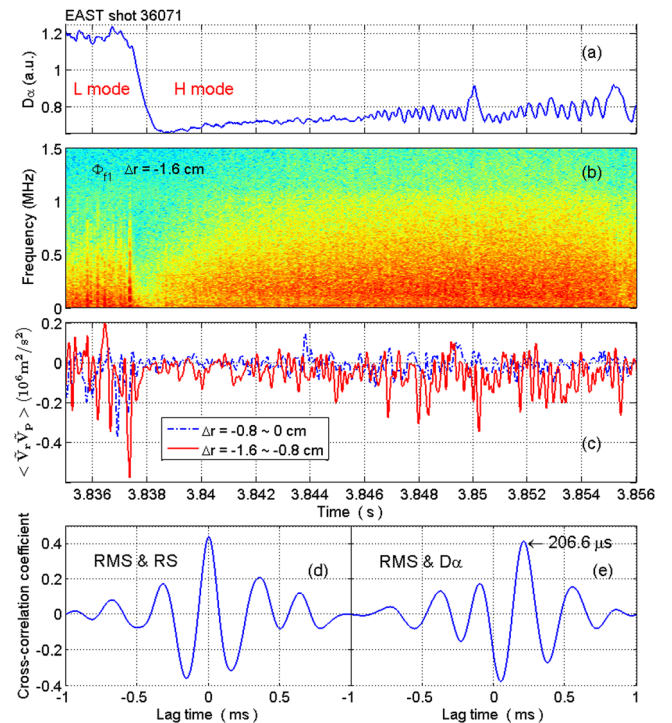 EAST shot 36071
1.2
1
0.8
Dα (a.u.)
(a)
L mode
H mode
1.5
1
0.5
0
Frequency (MHz)
Φf1 Δr = -1.6 cm
(b)
0.2
0
-0.2
-0.4
< Ṽr Ṽp > (10⁶m²/s²)
Δr = -0.8 ~ 0 cm
Δr = -1.6 ~ -0.8 cm
(c)
3.836 3.838 3.84 3.842 3.844 3.846 3.848 3.85 3.852 3.854 3.856
Time ( s )
Cross-correlation coefficient
0.4
0.2
0
-0.2
-0.4
RMS & RS
(d)
RMS & Dα
← 206.6 μs
(e)
-1 -0.5 0 0.5 -1 -0.5 0 0.5 1
Lag time ( ms ) Lag time ( ms )